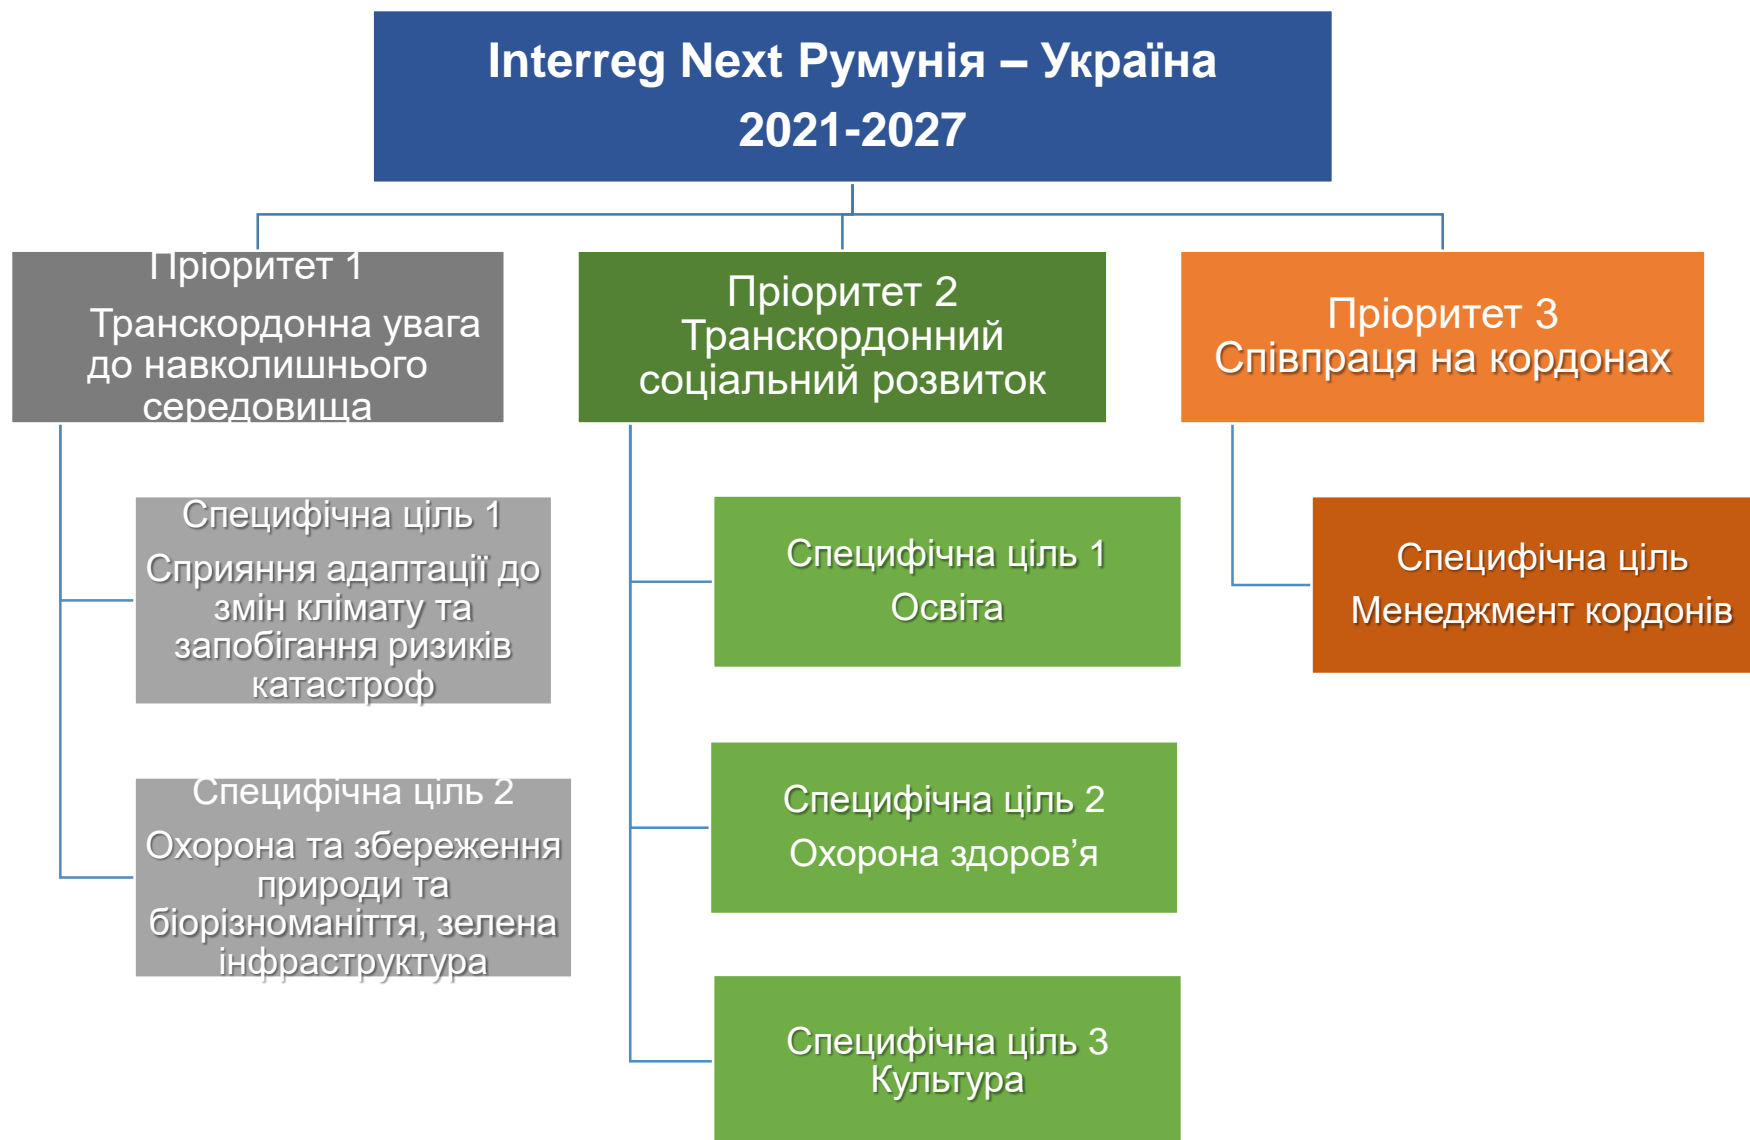 Interreg Next Румунія – Україна
2021-2027
Пріоритет 1
Транскордонна увага
до навколишнього
середовища
Специфічна ціль 1
Сприяння адаптації до
змін клімату та
запобігання ризиків
катастроф
Специфічна ціль 2
Охорона та збереження
природи та
біорізноманіття, зелена
інфраструктура
Пріоритет 2
Транскордонний
соціальний розвиток
Специфічна ціль 1
Освіта
Специфічна ціль 2
Охорона здоров’я
Специфічна ціль 3
Культура
Пріоритет 3
Співпраця на кордонах
Специфічна ціль
Менеджмент кордонів